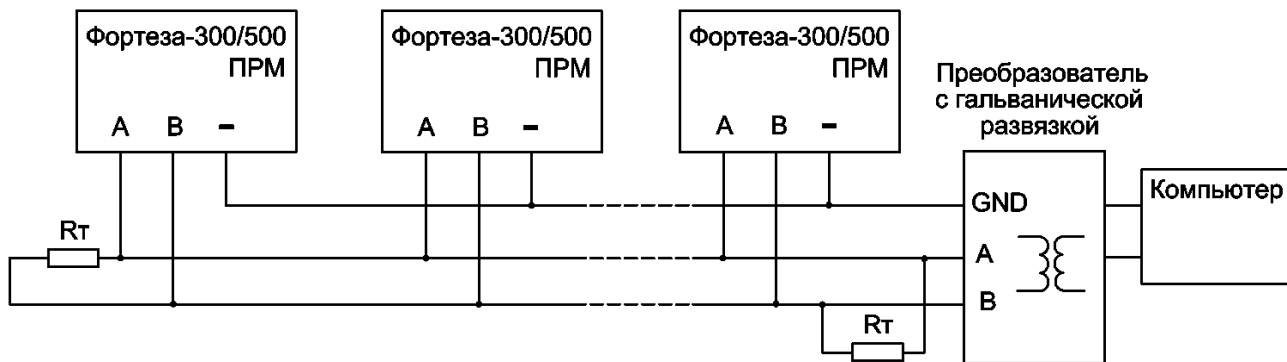 Фортеза-300/500
ПРМ
A B –
Фортеза-300/500
ПРМ
A B –
Фортеза-300/500
ПРМ
A B –
Преобразователь
с гальванической
развязкой
GND
A
B
Компьютер
Rт
Rт